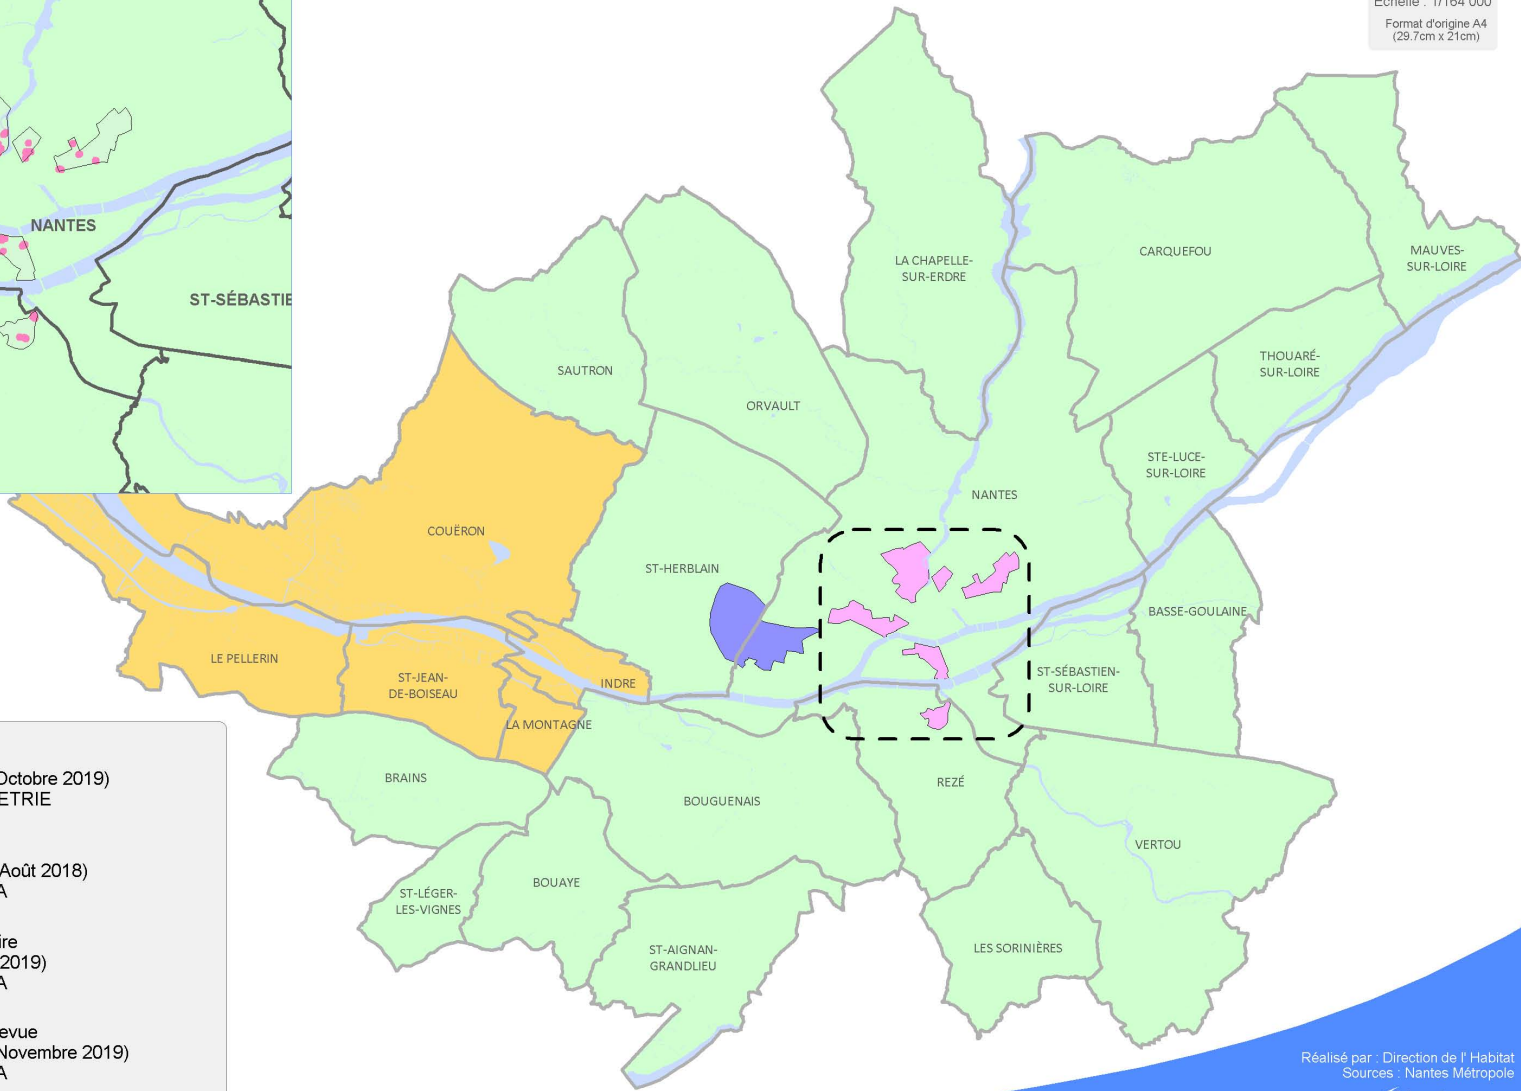 Echelle : 1/164 000
Format d'origine A4
(29.7cm x 21cm)
NANTES
ST-SÉBASTIE
LA CHAPELLE-
SUR-ERDRE
CARQUEFOU
MAUVES-
SUR-LOIRE
THOUARÉ-
SUR-LOIRE
SAUTRON
ORVAULT
STE-LUCE-
SUR-LOIRE
NANTES
COUËRON
ST-HERBLAIN
BASSE-GOULAINE
LE PELLERIN
ST-JEAN-
DE-BOISEAU
INDRE
ST-SÉBASTIEN-
SUR-LOIRE
LA MONTAGNE
BRAINS
BOUGUENAIS
REZÉ
VERTOU
ST-LÉGER-
LES-VIGNES
BOUAYE
ST-AIGNAN-
GRANDLIEU
LES SORINIÈRES
Octobre 2019)
ETRIE
Août 2018)
A
ire
2019)
A
evue
Novembre 2019)
A
Réalisé par : Direction de l' Habitat
Sources : Nantes Métropole